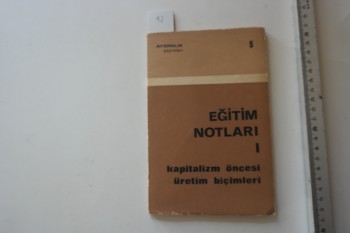 5
EĞİTİM
NOTLARI
I
kapitalizm öncesi
üretim biçimleri